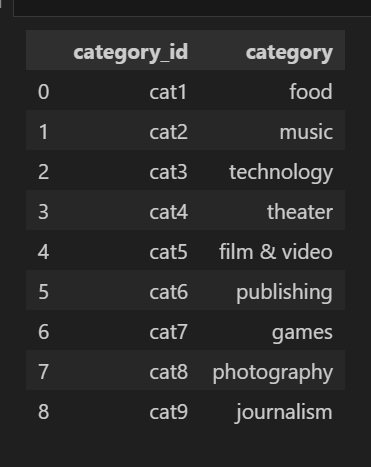 category_id category
0 cat1 food
1 cat2 music
2 cat3 technology
3 cat4 theater
4 cat5 film & video
5 cat6 publishing
6 cat7 games
7 cat8 photography
8 cat9 journalism